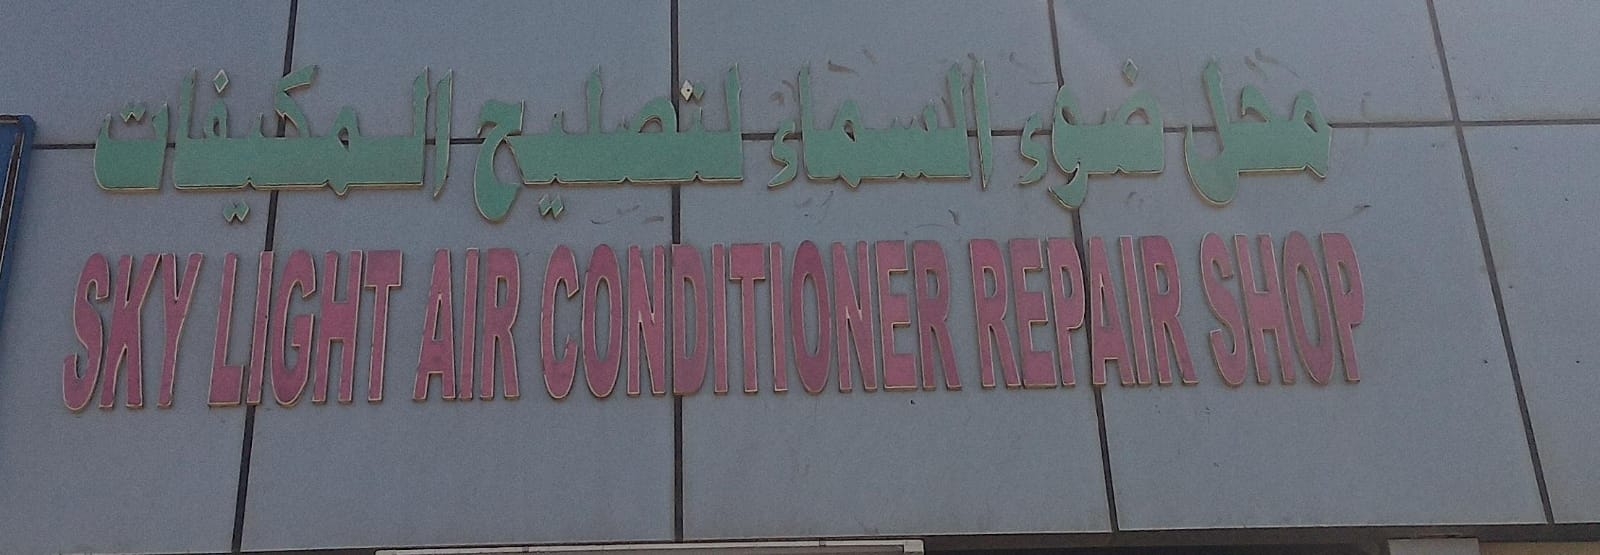 محل ضوء السماء لتصليح المكيفات
SKY LIGHT AIR CONDITIONER REPAIR SHOP